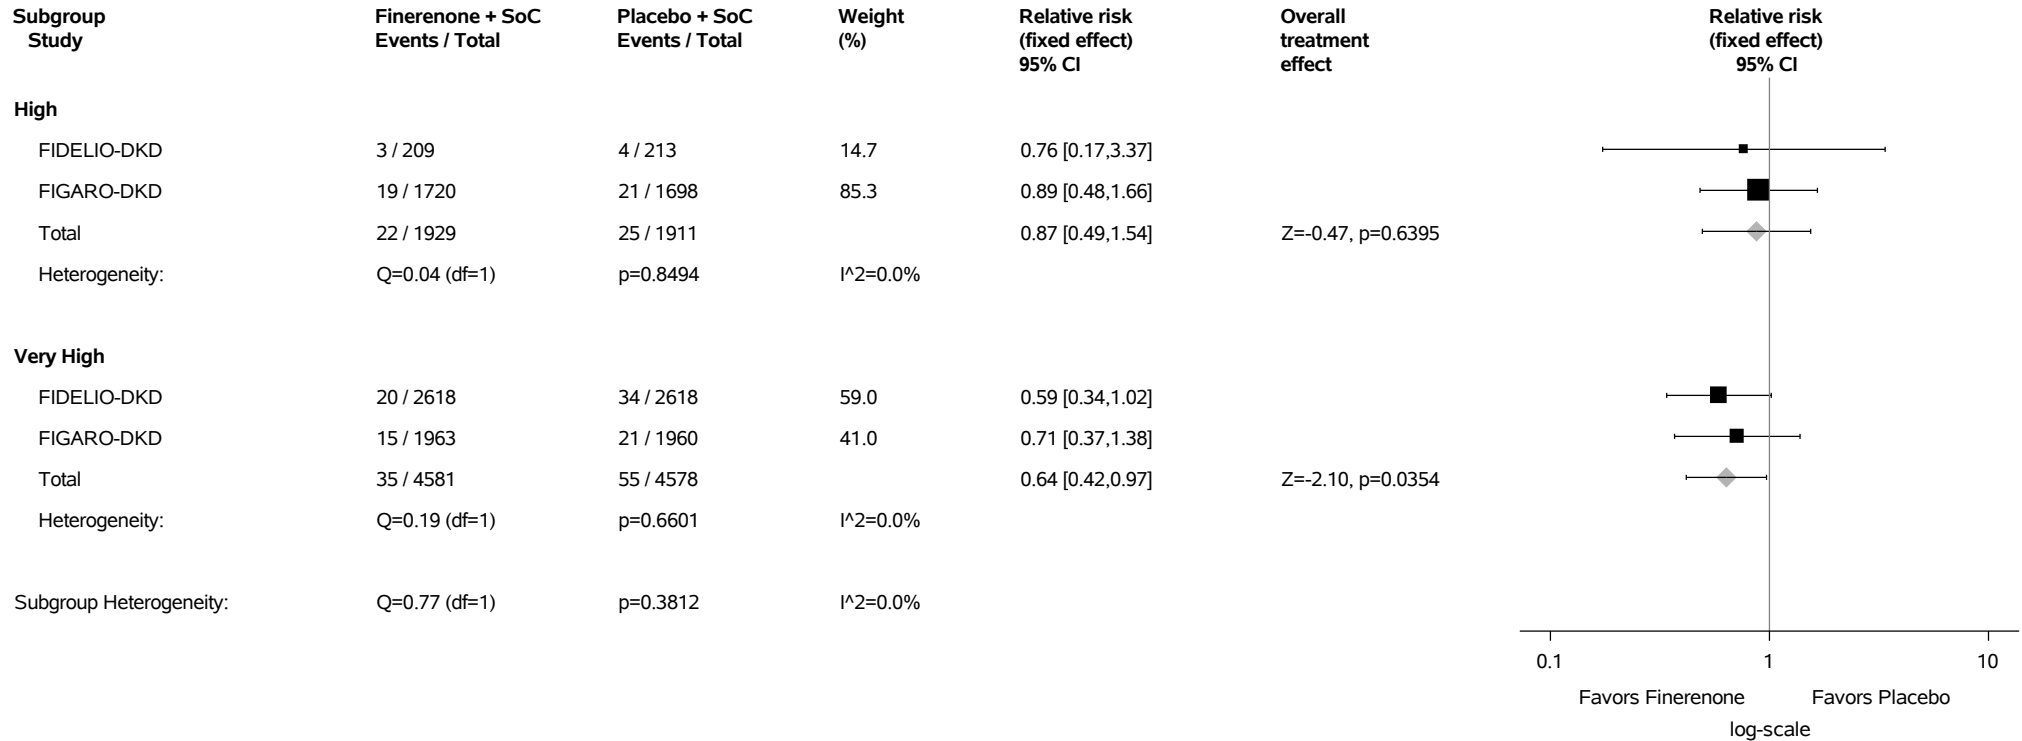 Subgroup Finerenone + SoC Placebo + SoC Weight Relative risk Overall Relative risk
Study Events / Total Events / Total (%) (fixed effect) treatment (fixed effect)
95% CI effect 95% CI
High
FIDELIO-DKD 3 / 209 4 / 213 14.7 0.76 [0.17,3.37]
FIGARO-DKD 19 / 1720 21 / 1698 85.3 0.89 [0.48,1.66]
Total 22 / 1929 25 / 1911 0.87 [0.49,1.54] Z=-0.47, p=0.6395
Heterogeneity: Q=0.04 (df=1) p=0.8494 I^2=0.0%
Very High
FIDELIO-DKD 20 / 2618 34 / 2618 59.0 0.59 [0.34,1.02]
FIGARO-DKD 15 / 1963 21 / 1960 41.0 0.71 [0.37,1.38]
Total 35 / 4581 55 / 4578 0.64 [0.42,0.97] Z=-2.10, p=0.0354
Heterogeneity: Q=0.19 (df=1) p=0.6601 I^2=0.0%
Subgroup Heterogeneity: Q=0.77 (df=1) p=0.3812 I^2=0.0%
0.1 1 10
Favors Finerenone Favors Placebo
log-scale